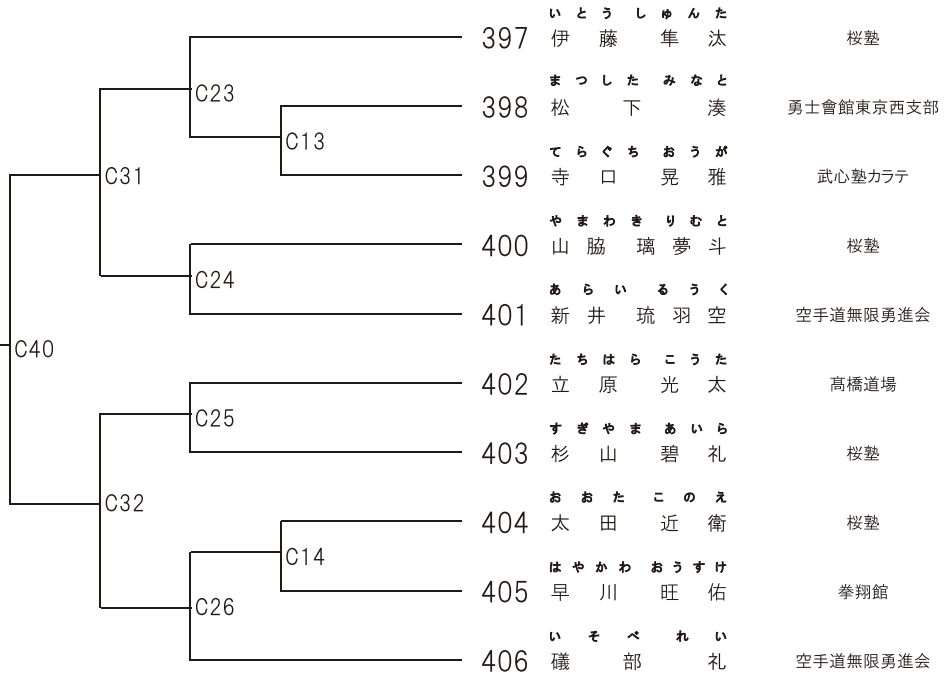 いとう しゅんた
397 伊藤 隼汰 桜塾
C23
まつした みなと
398 松下 湊 勇士會館東京西支部
C13
てらぐち おうが
399 寺口 晃雅 武心塾カラテ
C31
やまわき りむと
400 山脇 璃夢斗 桜塾
C24
あらい るうく
401 新井 琉羽空 空手道無限勇進会
C40
たちはら こうた
402 立原 光太 髙橋道場
C25
すぎやま あいら
403 杉山 碧礼 桜塾
C32
おおた このえ
404 太田 近衛 桜塾
C14
はやかわ おうすけ
405 早川 旺佑 拳翔館
C26
いそべ れい
406 礒部 礼 空手道無限勇進会